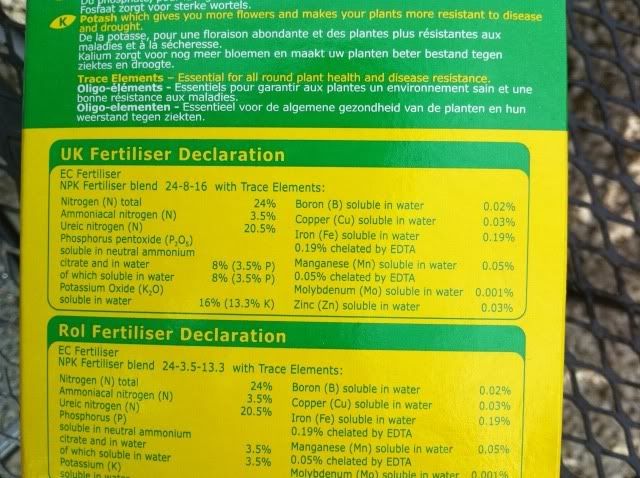 Fosfaat zorgt voor sterke wortels.
K Potash which gives you more flowers and makes your plants more resistant to disease
and drought.
De la potasse, pour une floraison abondante et des plantes plus résistantes aux
maladies et à la sécheresse.
Kalium zorgt voor nog meer bloemen en maakt uw planten beter bestand tegen
ziektes en droogte.
Trace Elements – Essential for all round plant health and disease resistance.
Oligo-éléments - Essentiels pour garantir aux plantes un environnement sain et une
bonne résistance aux maladies.
Oligo-elementen - Essentieel voor de algemene gezondheid van de planten en hun
weerstand tegen ziekten.
UK Fertiliser Declaration
EC Fertiliser
NPK Fertiliser blend 24-8-16 with Trace Elements:
Nitrogen (N) total 24%
Ammoniacal nitrogen (N) 3.5%
Ureic nitrogen (N) 20.5%
Phosphorus pentoxide (P₂O₅)
soluble in neutral ammonium
citrate and in water 8% (3.5% P)
of which soluble in water 8% (3.5% P)
Potassium Oxide (K₂O)
soluble in water 16% (13.3% K)
Boron (B) soluble in water 0.02%
Copper (Cu) soluble in water 0.03%
Iron (Fe) soluble in water 0.19%
0.19% chelated by EDTA
Manganese (Mn) soluble in water 0.05%
0.05% chelated by EDTA
Molybdenum (Mo) soluble in water 0.001%
Zinc (Zn) soluble in water 0.03%
RoI Fertiliser Declaration
EC Fertiliser
NPK Fertiliser blend 24-3.5-13.3 with Trace Elements:
Nitrogen (N) total 24%
Ammoniacal nitrogen (N) 3.5%
Ureic nitrogen (N) 20.5%
Phosphorus (P)
soluble in neutral ammonium
citrate and in water 3.5%
of which soluble in water 3.5%
Potassium (K)
soluble in water
Boron (B) soluble in water 0.02%
Copper (Cu) soluble in water 0.03%
Iron (Fe) soluble in water 0.19%
0.19% chelated by EDTA
Manganese (Mn) soluble in water 0.05%
0.05% chelated by EDTA
Molybdenum (Mo) soluble in water 0.001%